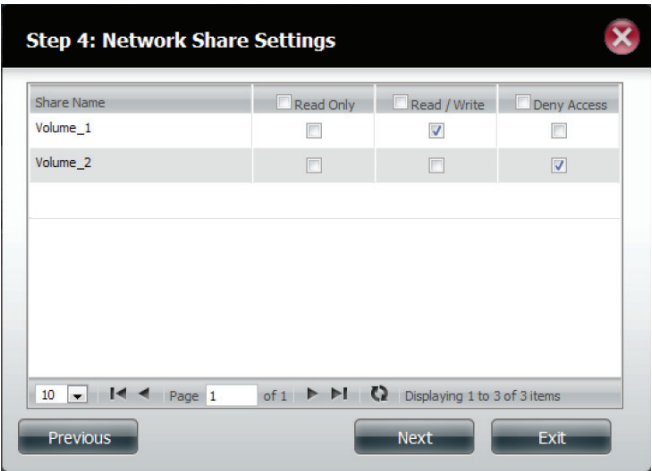 Step 4: Network Share Settings
Share Name Read Only Read / Write Deny Access
Volume_1
Volume_2
10 Page 1 of 1 Displaying 1 to 3 of 3 items
Previous Next Exit